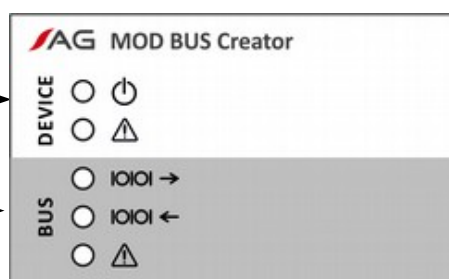 AG MOD BUS Creator
DEVICE
BUS
IOIOI →
IOIOI ←